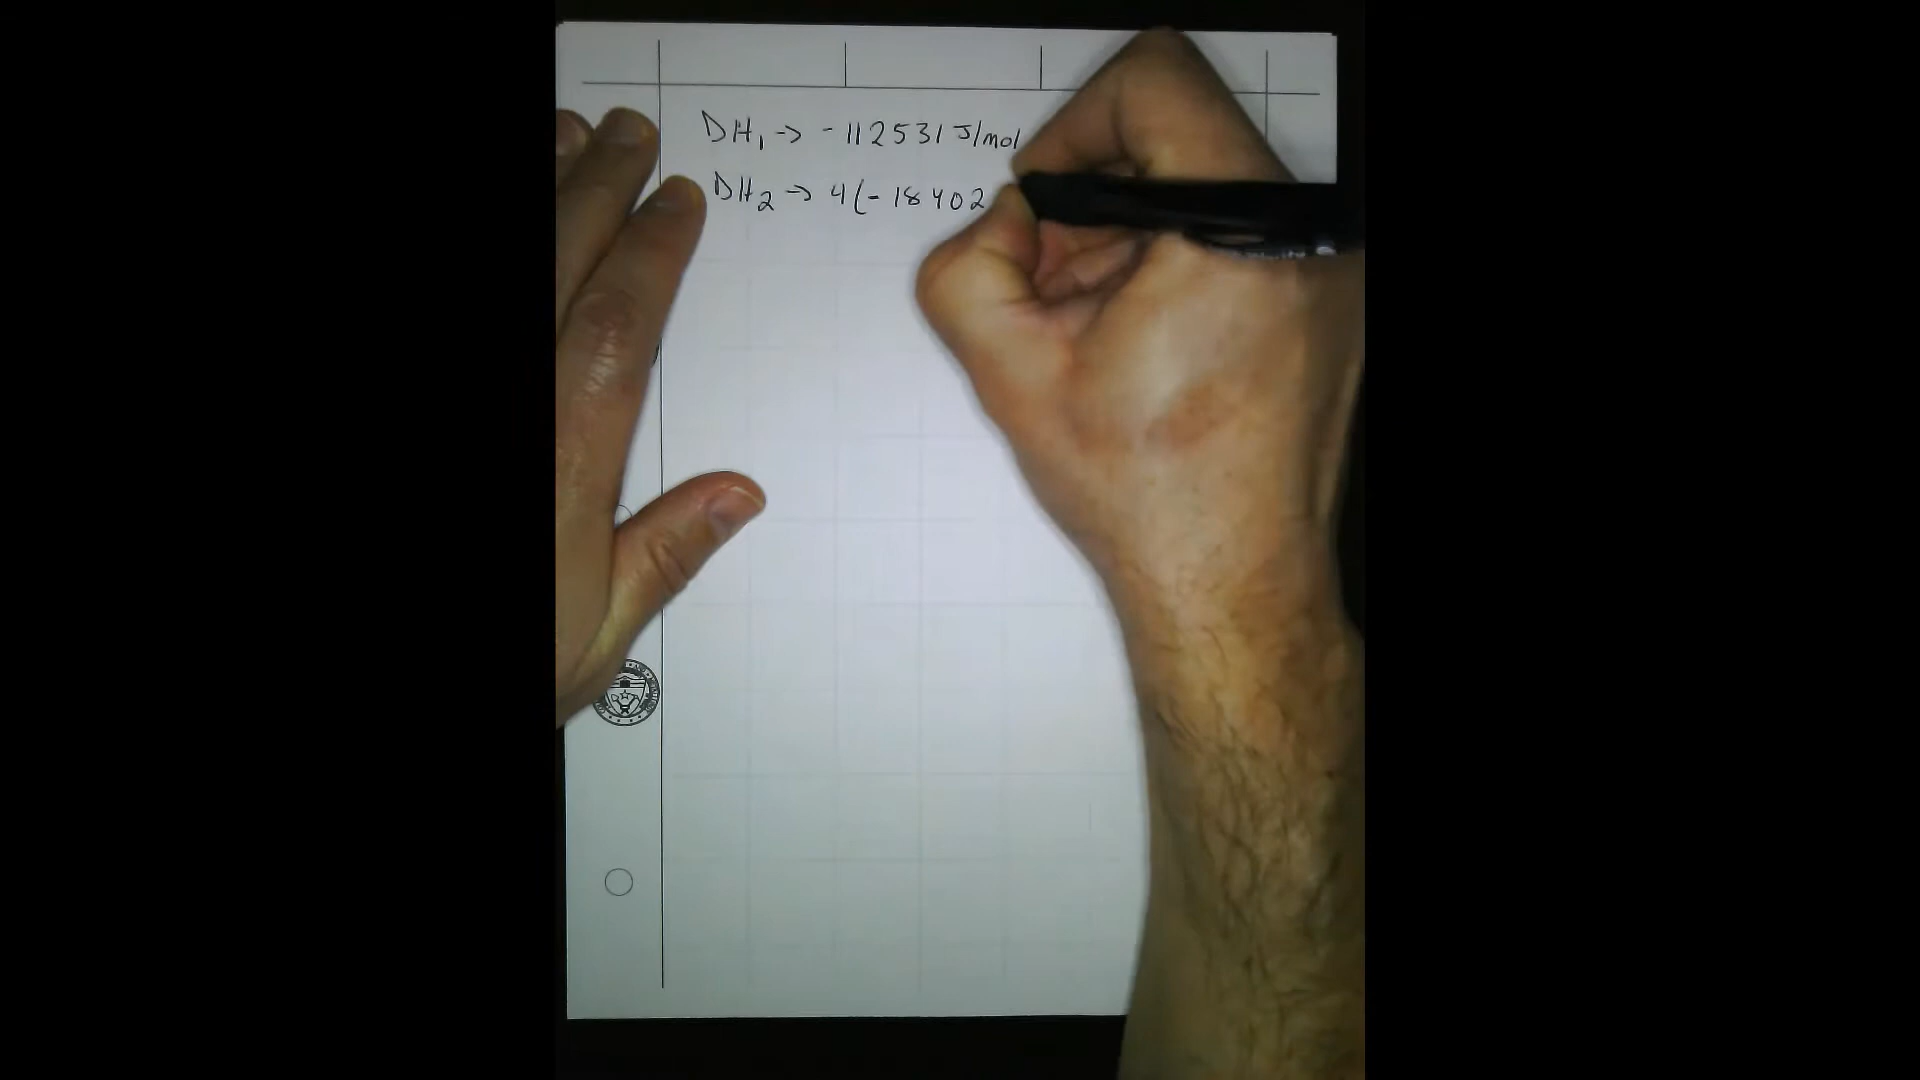 DH₁ → -112531 J/mol
DH₂ → 4(-18402